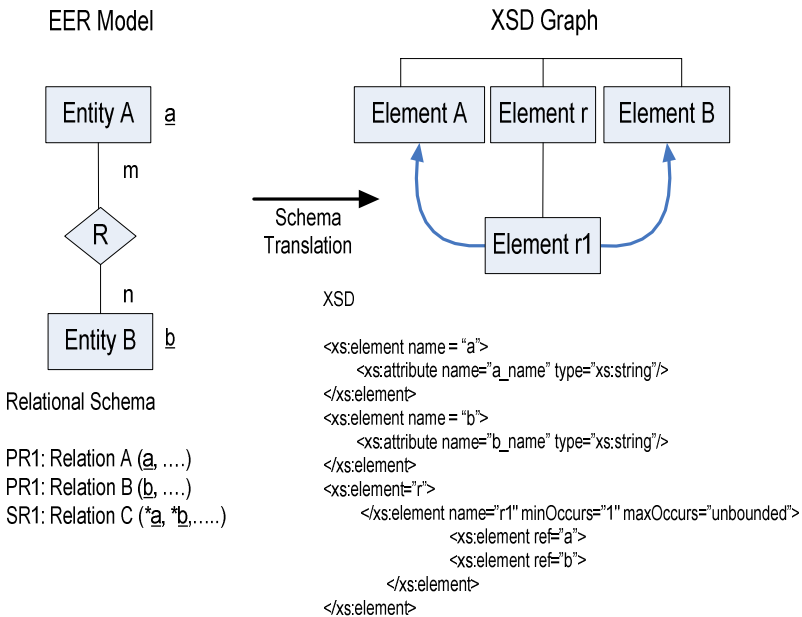 EER Model
XSD Graph
Entity A a
m
R
n
Entity B b
Schema
Translation
Element A Element r Element B
Element r1
Relational Schema
PR1: Relation A (a, ....)
PR1: Relation B (b, ....)
SR1: Relation C (*a, *b,.....)
XSD
<xs:element name = “a”>
<xs:attribute name=”a_name” type=”xs:string”/>
</xs:element>
<xs:element name = “b”>
<xs:attribute name=”b_name” type=”xs:string”/>
</xs:element>
<xs:element=”r”>
</xs:element name=”r1" minOccurs=”1" maxOccurs=”unbounded”>
<xs:element ref=”a”>
<xs:element ref=”b”>
</xs:element>
</xs:element>